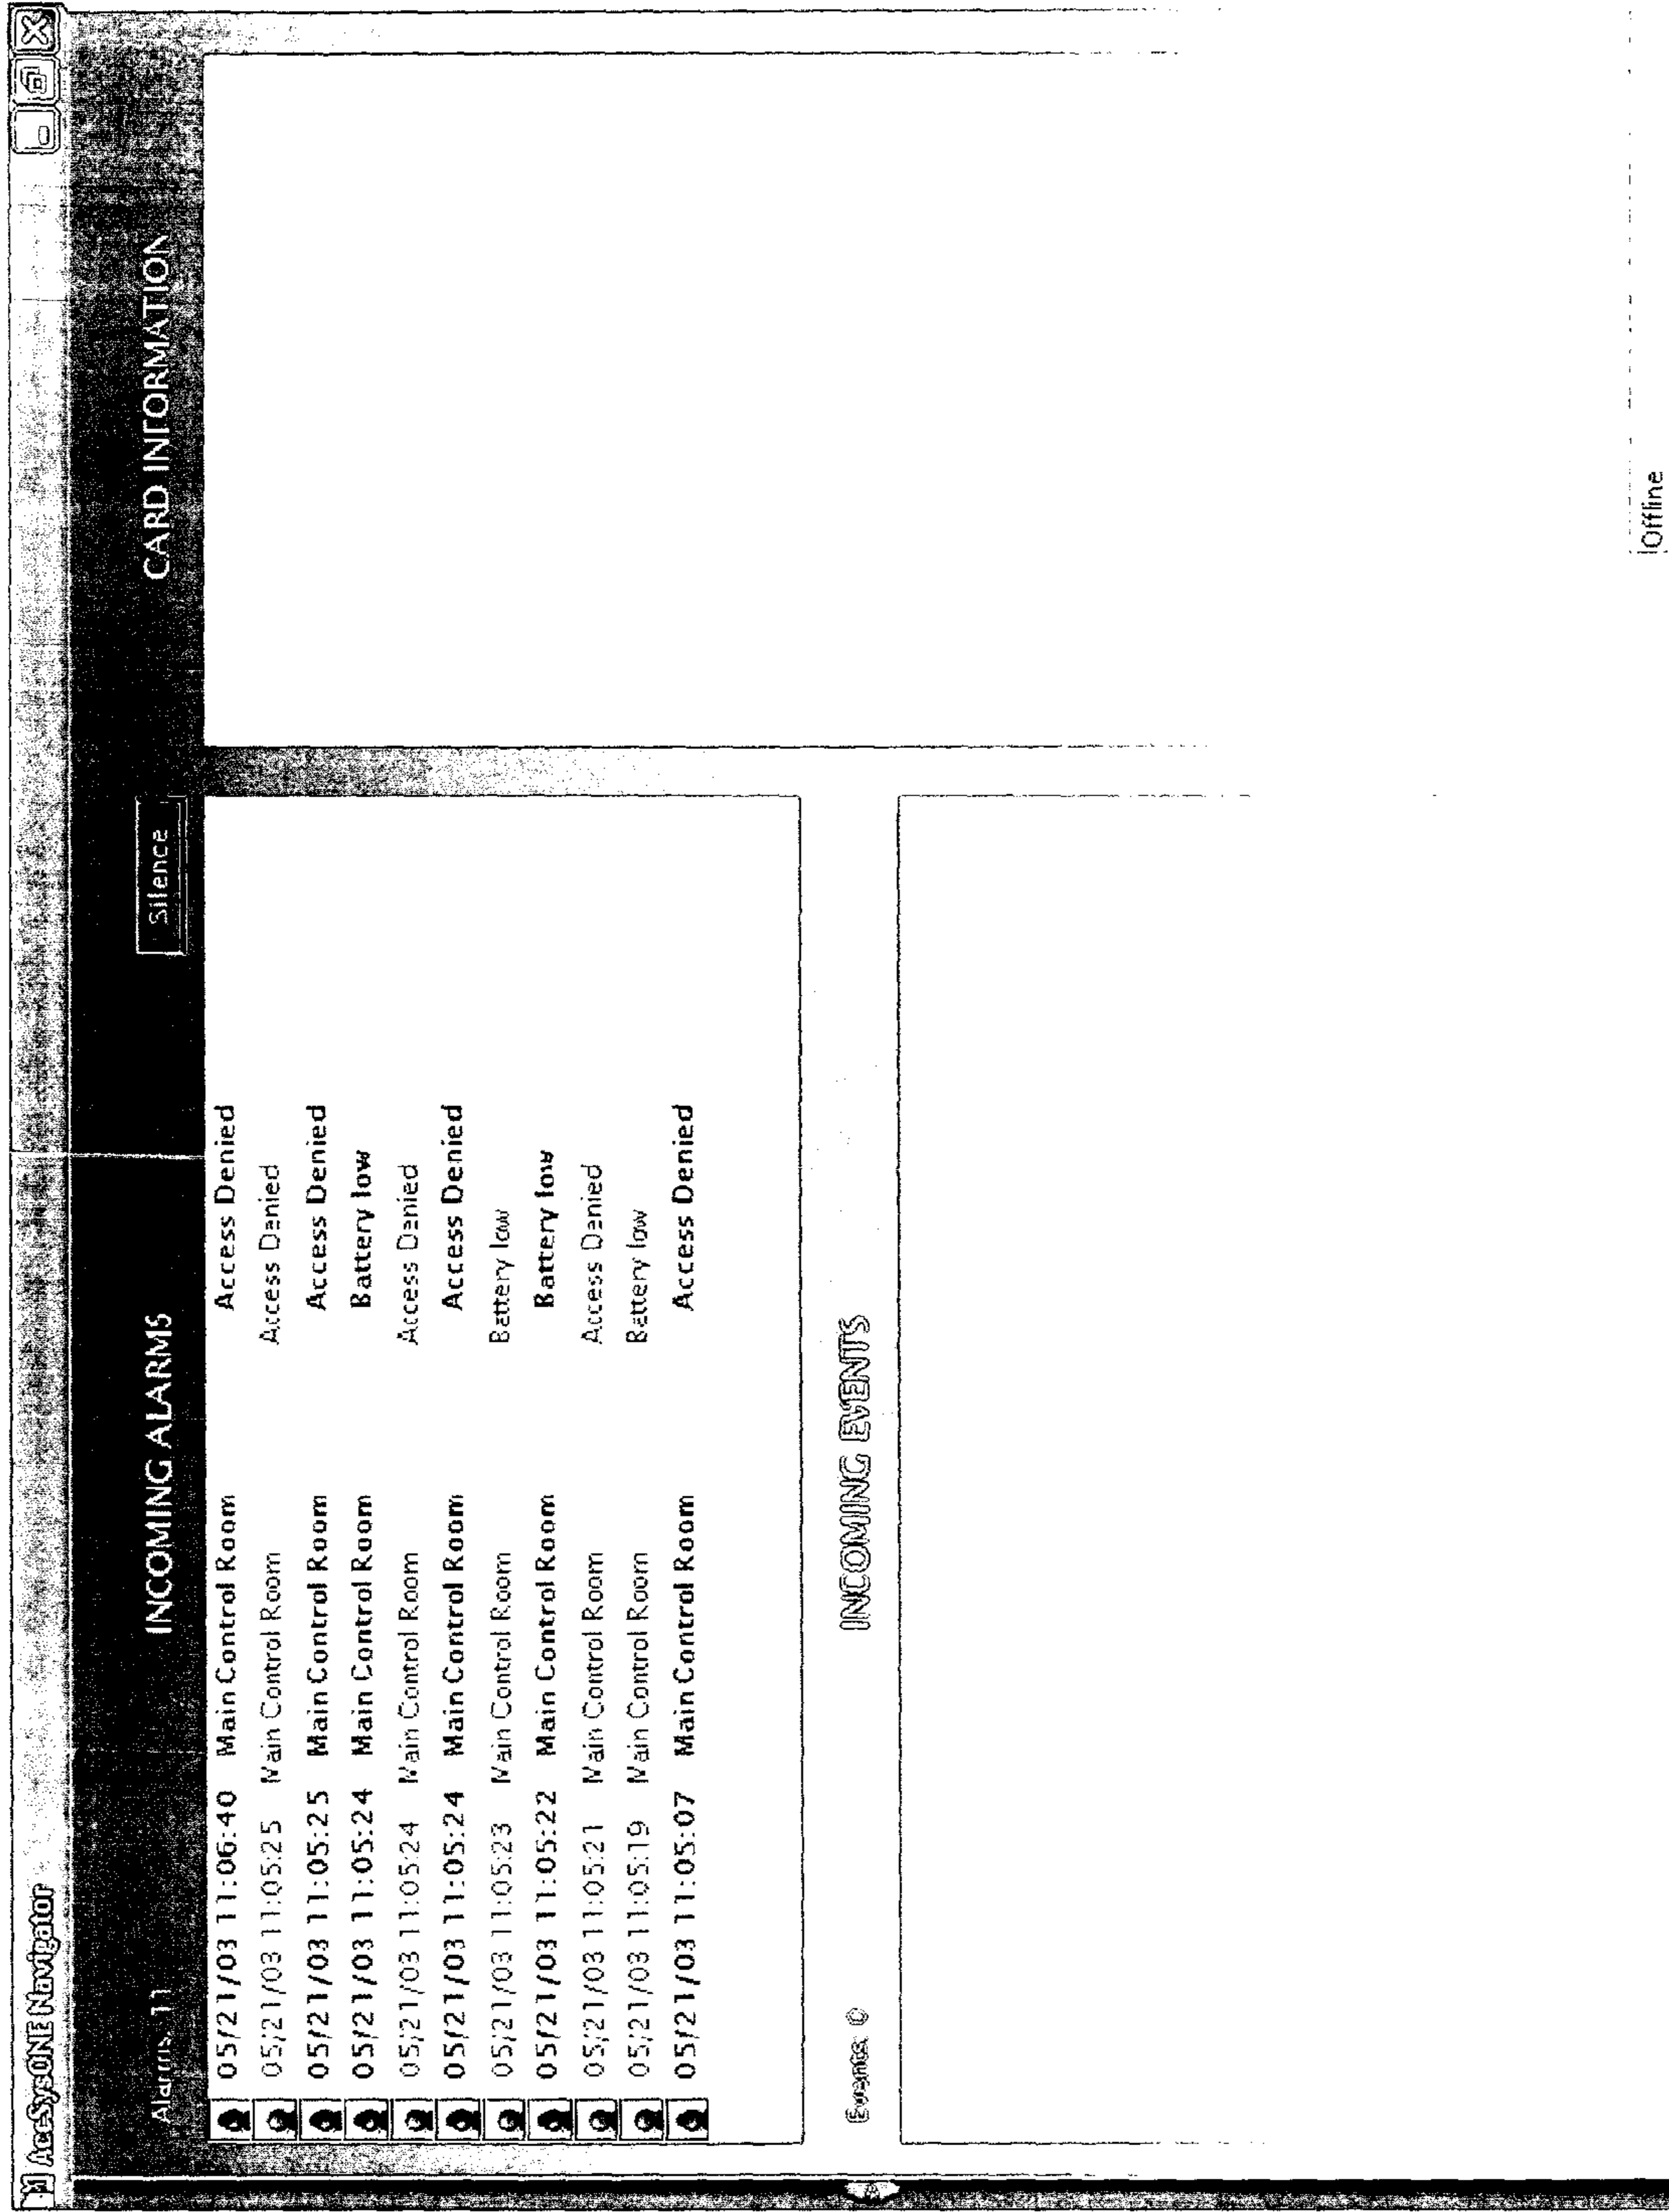 AccSysONE Navigator
Alarms: 11 INCOMING ALARMS Silence CARD INFORMATION
05/21/03 11:06:40 Main Control Room Access Denied
05/21/03 11:05:25 Main Control Room Access Denied
05/21/03 11:05:25 Main Control Room Access Denied
05/21/03 11:05:24 Main Control Room Battery low
05/21/03 11:05:24 Main Control Room Access Denied
05/21/03 11:05:24 Main Control Room Access Denied
05/21/03 11:05:23 Main Control Room Battery low
05/21/03 11:05:22 Main Control Room Battery low
05/21/03 11:05:21 Main Control Room Access Denied
05/21/03 11:05:19 Main Control Room Battery low
05/21/03 11:05:07 Main Control Room Access Denied
Events: 0 INCOMING EVENTS
Offline